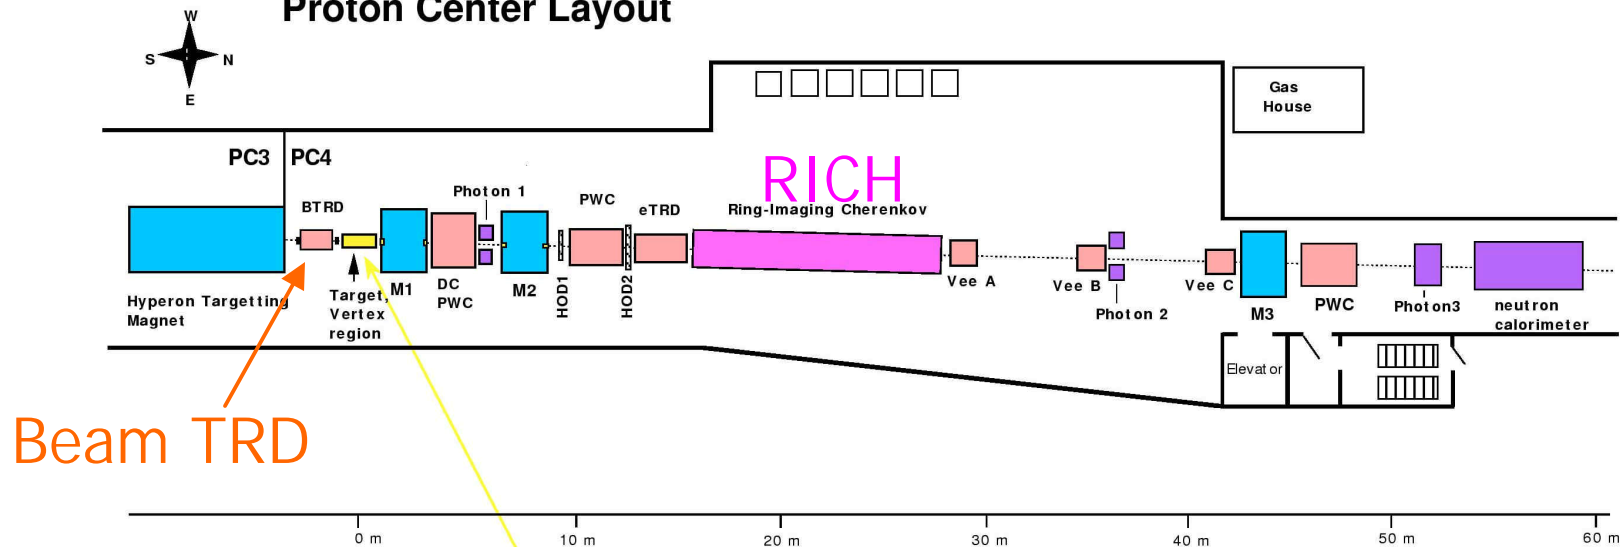 Proton Center Layout
W
S
N
E
Gas
House
PC3
PC4
RICH
Photon 1
BTRD
PWC
eTRD
Ring-Imaging Cherenkov
Hyperon Targetting
Magnet
Target,
Vertex
region
M1
DC
PWC
M2
HOD1
HOD2
Vee A
Vee B
Photon 2
Vee C
M3
PWC
Photon3
neutron
calorimeter
Elevator
Beam TRD
0 m
10 m
20 m
30 m
40 m
50 m
60 m